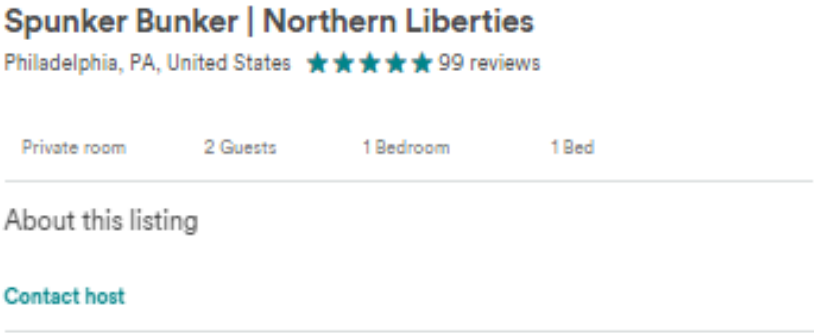 Spunker Bunker | Northern Liberties
Philadelphia, PA, United States ★★★★★ 99 reviews
Private room 2 Guests 1 Bedroom 1 Bed
About this listing
Contact host